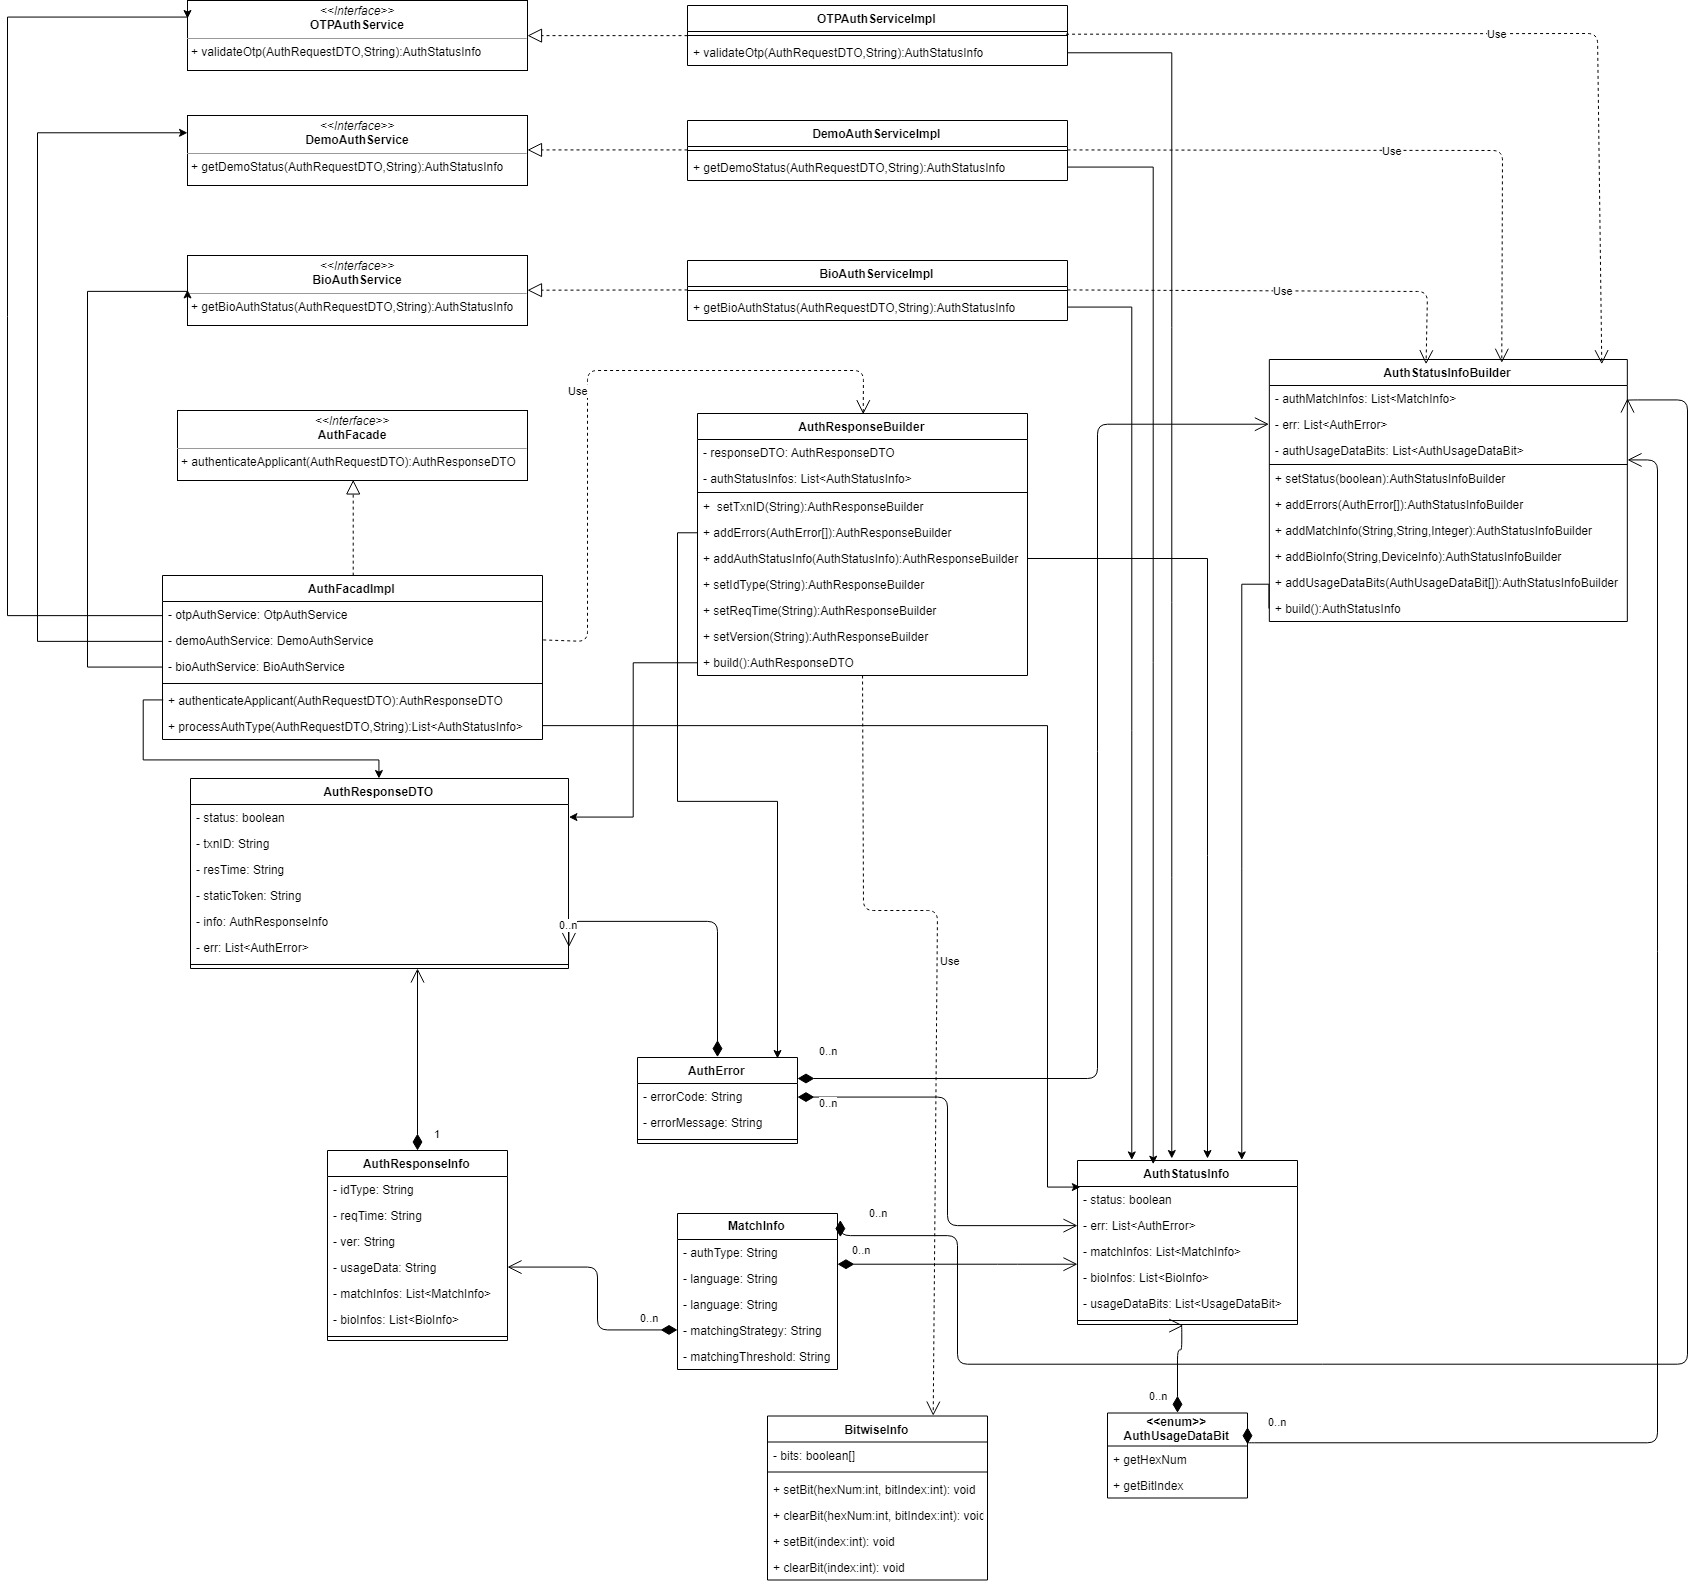 <<Interface>>
OTPAuthService
+ validateOtp(AuthRequestDTO,String):AuthStatusInfo
OTPAuthServiceImpl
+ validateOtp(AuthRequestDTO,String):AuthStatusInfo
Use
<<Interface>>
DemoAuthService
+ getDemoStatus(AuthRequestDTO,String):AuthStatusInfo
DemoAuthServiceImpl
+ getDemoStatus(AuthRequestDTO,String):AuthStatusInfo
Use
<<Interface>>
BioAuthService
+ getBioAuthStatus(AuthRequestDTO,String):AuthStatusInfo
BioAuthServiceImpl
+ getBioAuthStatus(AuthRequestDTO,String):AuthStatusInfo
Use
<<Interface>>
AuthFacade
+ authenticateApplicant(AuthRequestDTO):AuthResponseDTO
Use
AuthResponseBuilder
- responseDTO: AuthResponseDTO
- authStatusInfos: List<AuthStatusInfo>
+  setTxnID(String):AuthResponseBuilder
+ addErrors(AuthError[]):AuthResponseBuilder
+ addAuthStatusInfo(AuthStatusInfo):AuthResponseBuilder
+ setIdType(String):AuthResponseBuilder
+ setReqTime(String):AuthResponseBuilder
+ setVersion(String):AuthResponseBuilder
+ build():AuthResponseDTO
AuthStatusInfoBuilder
- authMatchInfos: List<MatchInfo>
- err: List<AuthError>
- authUsageDataBits: List<AuthUsageDataBit>
+ setStatus(boolean):AuthStatusInfoBuilder
+ addErrors(AuthError[]):AuthStatusInfoBuilder
+ addMatchInfo(String,String,Integer):AuthStatusInfoBuilder
+ addBioInfo(String,DeviceInfo):AuthStatusInfoBuilder
+ addUsageDataBits(AuthUsageDataBit[]):AuthStatusInfoBuilder
+ build():AuthStatusInfo
AuthFacadImpl
- otpAuthService: OtpAuthService
- demoAuthService: DemoAuthService
- bioAuthService: BioAuthService
+ authenticateApplicant(AuthRequestDTO):AuthResponseDTO
+ processAuthType(AuthRequestDTO,String):List<AuthStatusInfo>
AuthResponseDTO
- status: boolean
- txnID: String
- resTime: String
- staticToken: String
- info: AuthResponseInfo
- err: List<AuthError>
0..n
Use
AuthError
- errorCode: String
- errorMessage: String
0..n
0..n
1
AuthResponseInfo
- idType: String
- reqTime: String
- ver: String
- usageData: String
- matchInfos: List<MatchInfo>
- bioInfos: List<BioInfo>
0..n
MatchInfo
- authType: String
- language: String
- language: String
- matchingStrategy: String
- matchingThreshold: String
0..n
0..n
AuthStatusInfo
- status: boolean
- err: List<AuthError>
- matchInfos: List<MatchInfo>
- bioInfos: List<BioInfo>
- usageDataBits: List<UsageDataBit>
0..n
<<enum>>
AuthUsageDataBit
+ getHexNum
+ getBitIndex
0..n
BitwiseInfo
- bits: boolean[]
+ setBit(hexNum:int, bitIndex:int): void
+ clearBit(hexNum:int, bitIndex:int): voic
+ setBit(index:int): void
+ clearBit(index:int): void